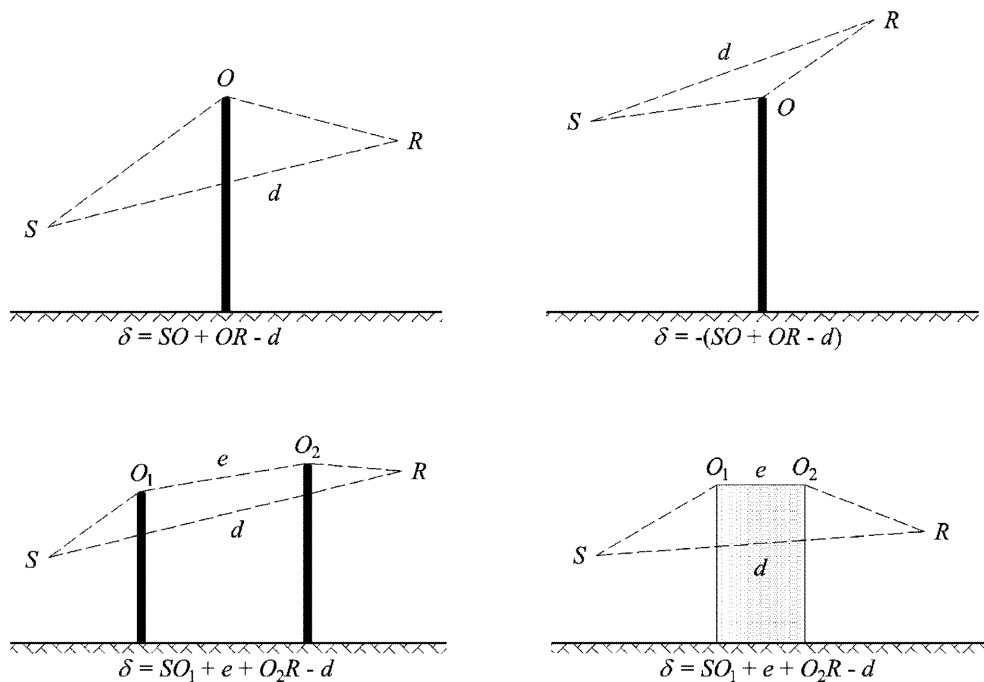 O
d
R
S
δ = SO + OR - d
R
d
S
O
δ = -(SO + OR - d)
O₁
e
O₂
R
d
S
δ = SO₁ + e + O₂R - d
O₁
e
O₂
R
S
d
δ = SO₁ + e + O₂R - d